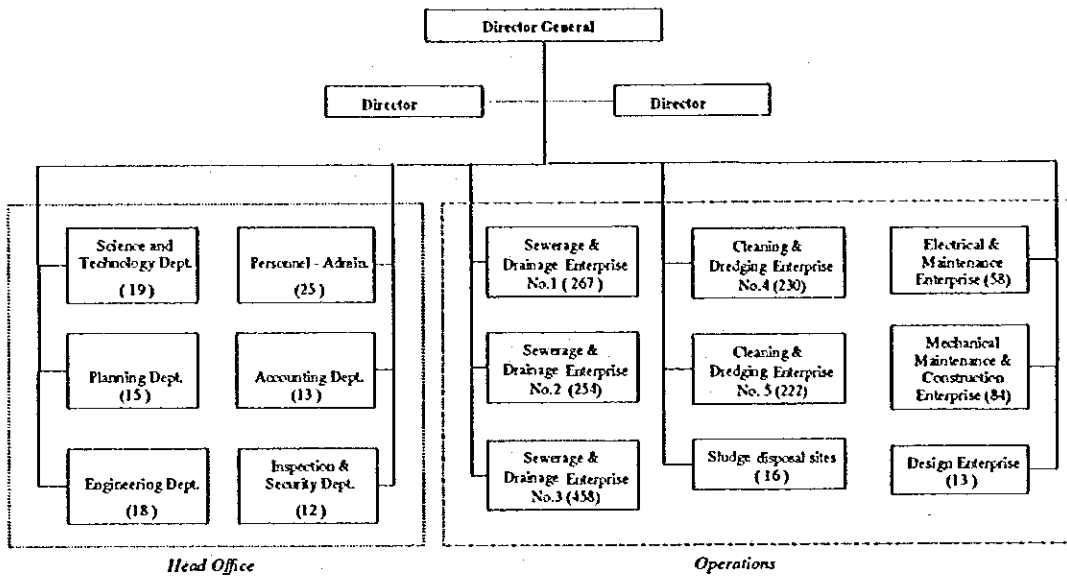 Director General
Director
Director
Science and
Technology Dept.
(19)
Personnel - Admin.
(25)
Planning Dept.
(15)
Accounting Dept.
(13)
Engineering Dept.
(18)
Inspection &
Security Dept.
(12)
Head Office
Sewerage &
Drainage Enterprise
No.1 (267)
Cleaning &
Dredging Enterprise
No.4 (230)
Electrical &
Maintenance
Enterprise (58)
Sewerage &
Drainage Enterprise
No.2 (254)
Cleaning &
Dredging Enterprise
No. 5 (222)
Mechanical
Maintenance &
Construction
Enterprise (84)
Sewerage &
Drainage Enterprise
No.3 (458)
Sludge disposal sites
(16)
Design Enterprise
(13)
Operations